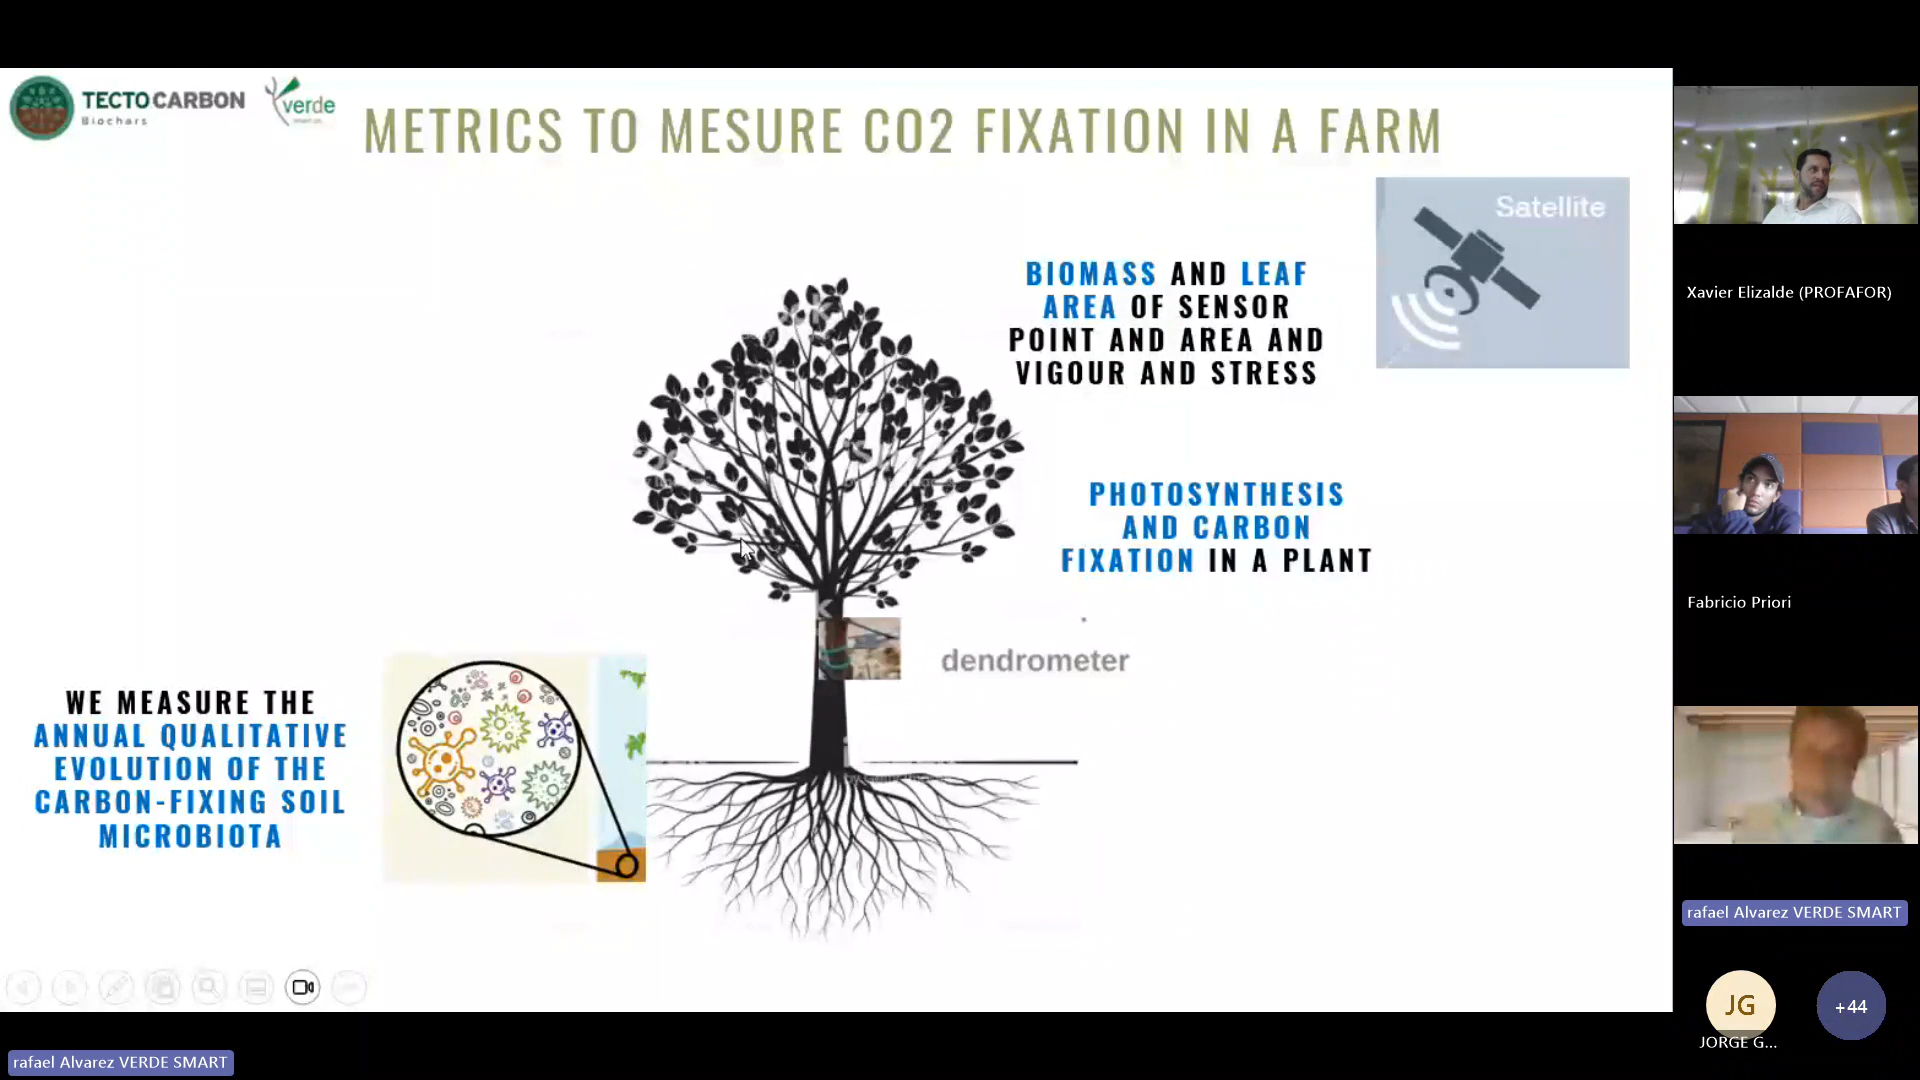 TECTOCARBON
Biochars
verde
METRICS TO MESURE CO2 FIXATION IN A FARM
Satellite
BIOMASS AND LEAF
AREA OF SENSOR
POINT AND AREA AND
VIGOUR AND STRESS
PHOTOSYNTHESIS
AND CARBON
FIXATION IN A PLANT
dendrometer
WE MEASURE THE
ANNUAL QUALITATIVE
EVOLUTION OF THE
CARBON-FIXING SOIL
MICROBIOTA
Xavier Elizalde (PROFAFOR)
Fabricio Priori
rafael Alvarez VERDE SMART
JG
JORGE G...
+44
rafael Alvarez VERDE SMART